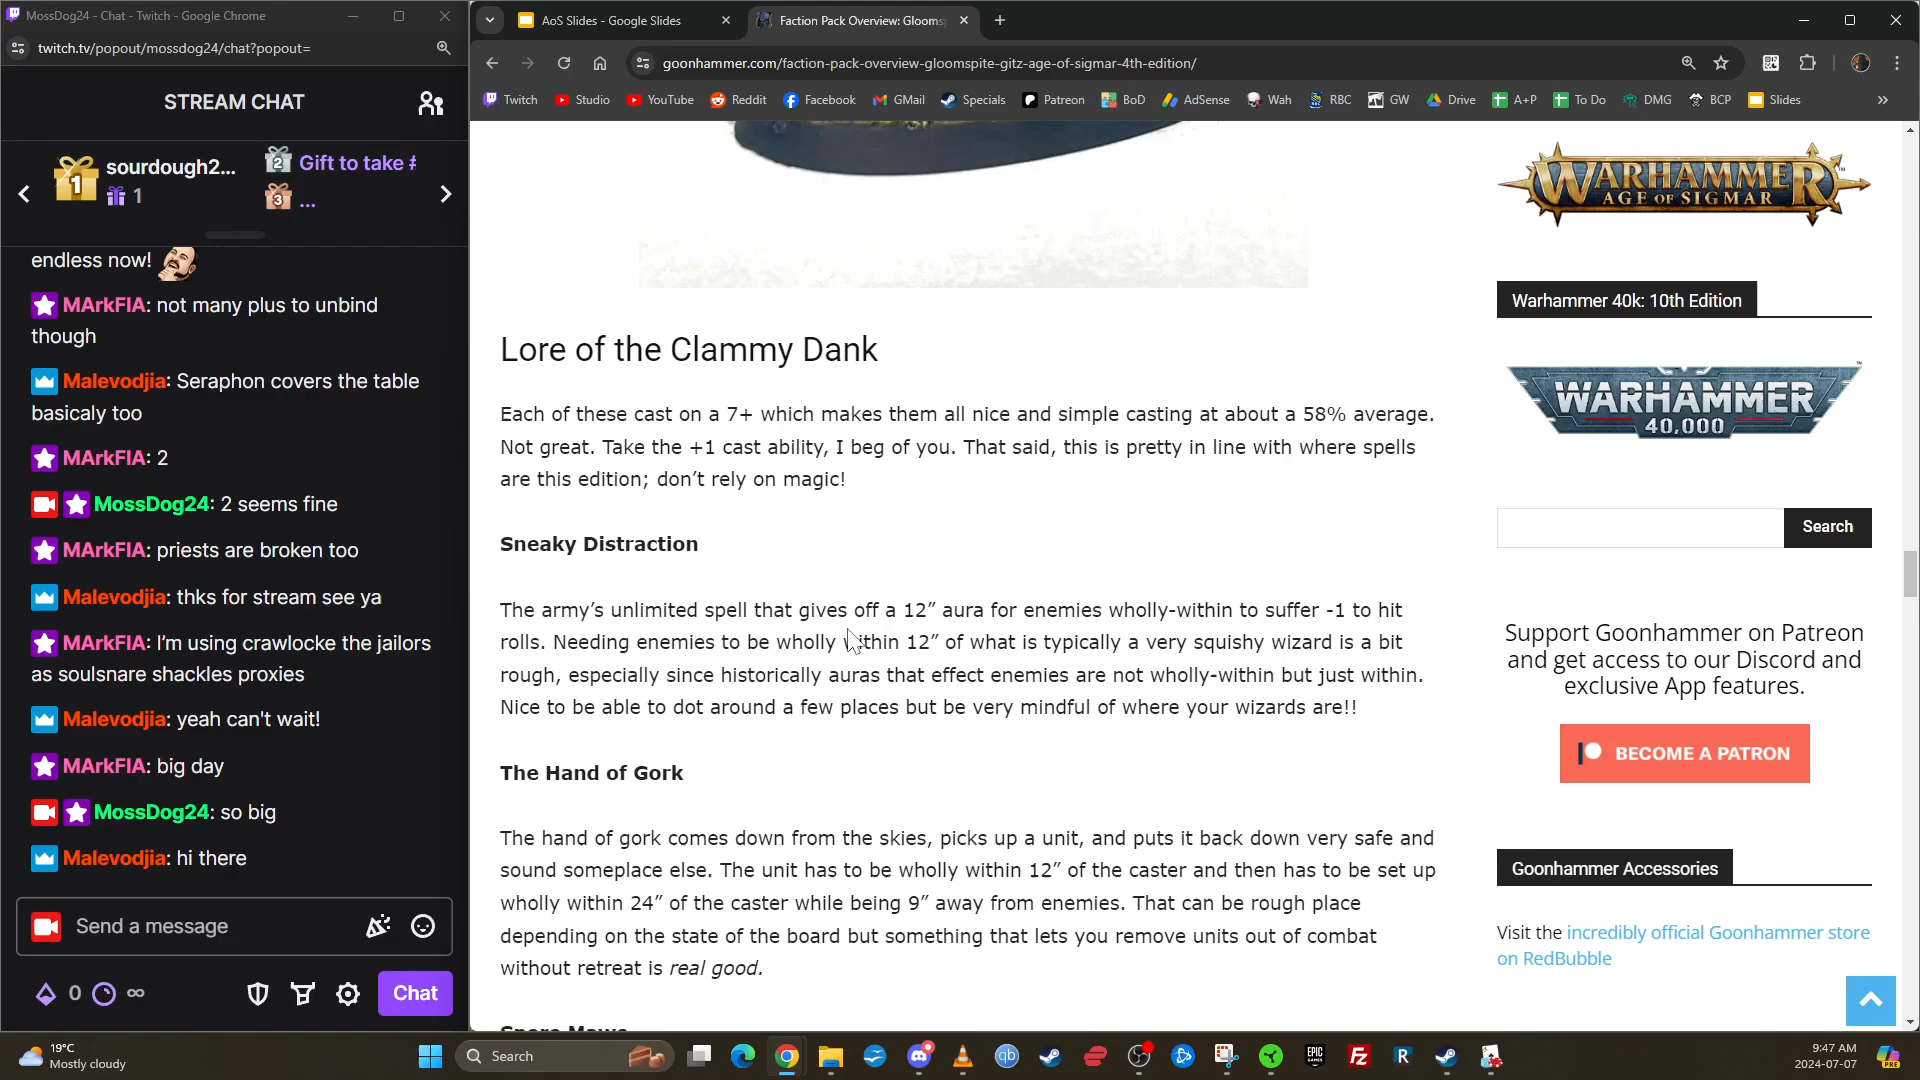 MossDog24 - Chat - Twitch - Google Chrome
twitch.tv/popout/mossdog24/chat?popout=
STREAM CHAT
1
sourdough2...
1
2
Gift to take #
3
...
endless now!
MArkFIA: not many plus to unbind
though
Malevodjia: Seraphon covers the table
basicaly too
MArkFIA: 2
MossDog24: 2 seems fine
MArkFIA: priests are broken too
Malevodjia: thks for stream see ya
MArkFIA: I'm using crawlocke the jailors
as soulsnare shackles proxies
Malevodjia: yeah can't wait!
MArkFIA: big day
MossDog24: so big
Malevodjia: hi there
Send a message
0
∞
Chat
AoS Slides - Google Slides
Faction Pack Overview: Glooms
goonhammer.com/faction-pack-overview-gloomspite-gitz-age-of-sigmar-4th-edition/
Twitch
Studio
YouTube
Reddit
Facebook
GMail
Specials
Patreon
BoD
AdSense
Wah
RBC
GW
Drive
A+P
To Do
DMG
BCP
Slides
Lore of the Clammy Dank
Each of these cast on a 7+ which makes them all nice and simple casting at about a 58% average.
Not great. Take the +1 cast ability, I beg of you. That said, this is pretty in line with where spells
are this edition; don’t rely on magic!
Sneaky Distraction
The army’s unlimited spell that gives off a 12” aura for enemies wholly-within to suffer -1 to hit
rolls. Needing enemies to be wholly within 12” of what is typically a very squishy wizard is a bit
rough, especially since historically auras that effect enemies are not wholly-within but just within.
Nice to be able to dot around a few places but be very mindful of where your wizards are!!
The Hand of Gork
The hand of gork comes down from the skies, picks up a unit, and puts it back down very safe and
sound someplace else. The unit has to be wholly within 12” of the caster and then has to be set up
wholly within 24” of the caster while being 9” away from enemies. That can be rough place
depending on the state of the board but something that lets you remove units out of combat
without retreat is real good.
Spore Maws
WARHAMMER
AGE OF SIGMAR
Warhammer 40k: 10th Edition
WARHAMMER
40,000
Search
Support Goonhammer on Patreon
and get access to our Discord and
exclusive App features.
BECOME A PATRON
Goonhammer Accessories
Visit the incredibly official Goonhammer store
on RedBubble
19°C
Mostly cloudy
Search
9:47 AM
2024-07-07